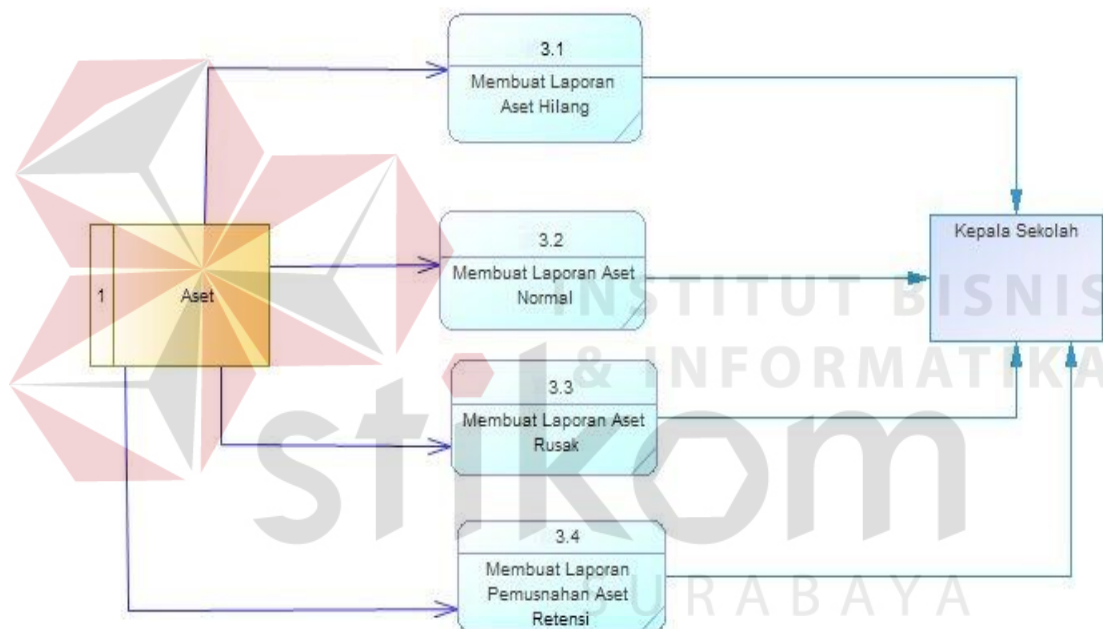 3.1
Membuat Laporan
Aset Hilang
3.2
Membuat Laporan Aset
Normal
1
Aset
Kepala Sekolah
INSTITUT BISNIS
& INFORMATIKA
stikom
SURABAYA
3.3
Membuat Laporan Aset
Rusak
3.4
Membuat Laporan
Pemusnahan Aset
Retensi